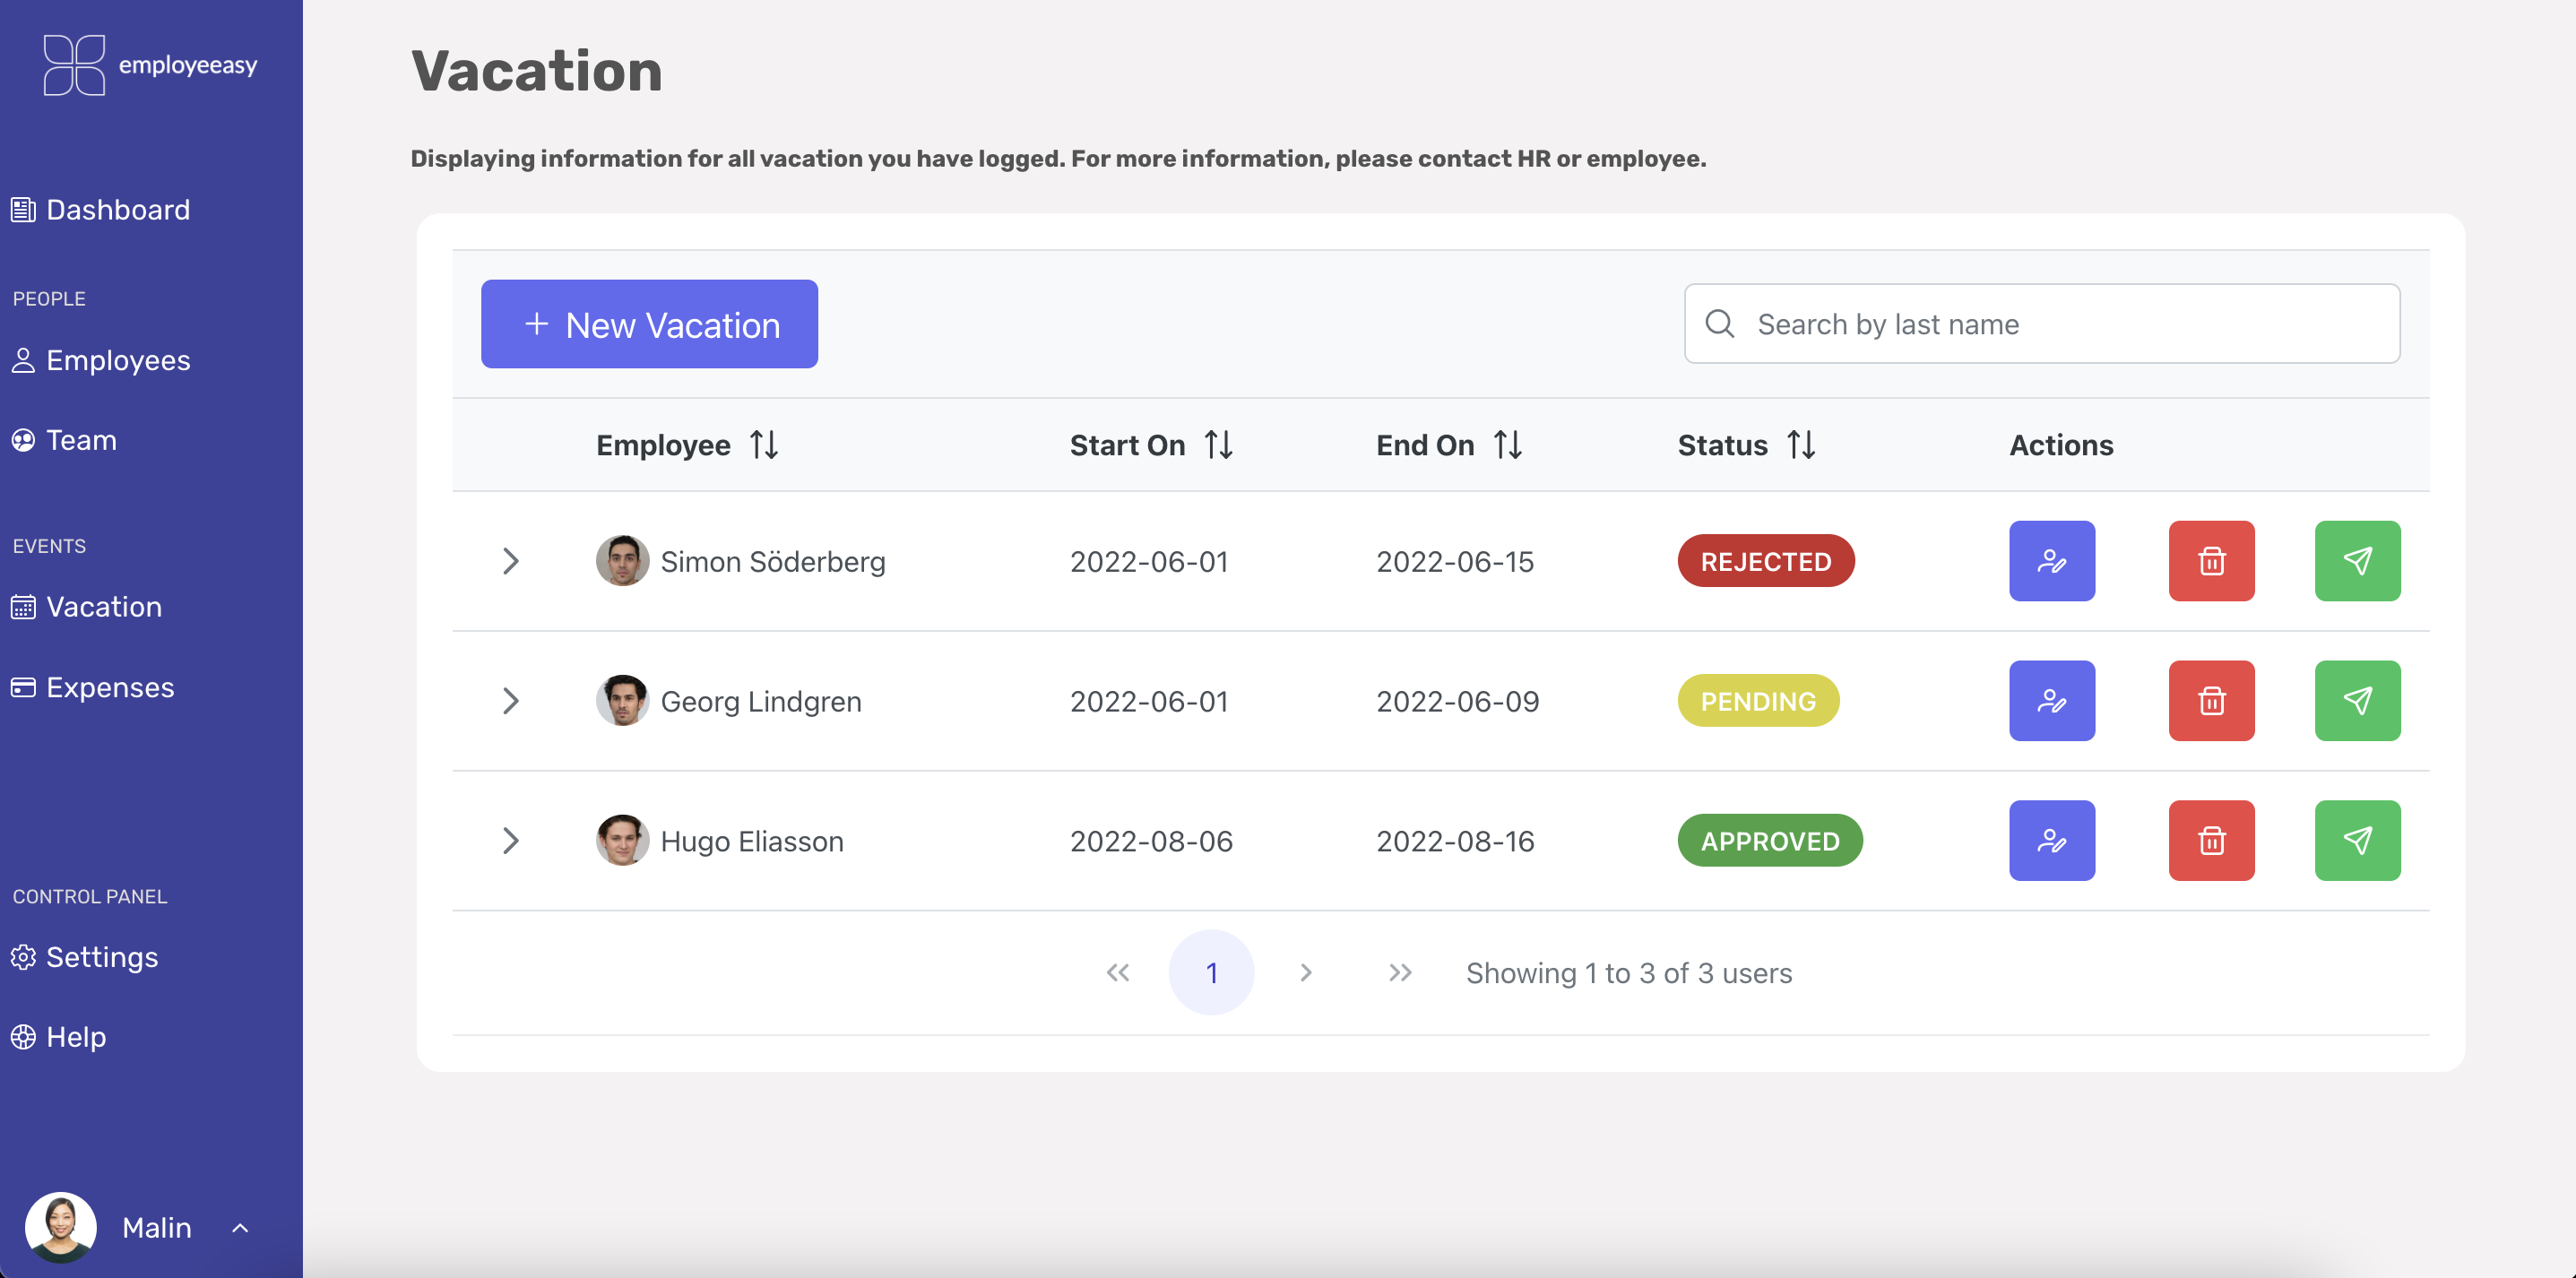 employeeasy
Dashboard
PEOPLE
Employees
Team
EVENTS
Vacation
Expenses
CONTROL PANEL
Settings
Help
Malin
Vacation
Displaying information for all vacation you have logged. For more information, please contact HR or employee.
New Vacation
Search by last name
Employee Start On End On Status Actions
Simon Söderberg 2022-06-01 2022-06-15 REJECTED
Georg Lindgren 2022-06-01 2022-06-09 PENDING
Hugo Eliasson 2022-08-06 2022-08-16 APPROVED
1 Showing 1 to 3 of 3 users